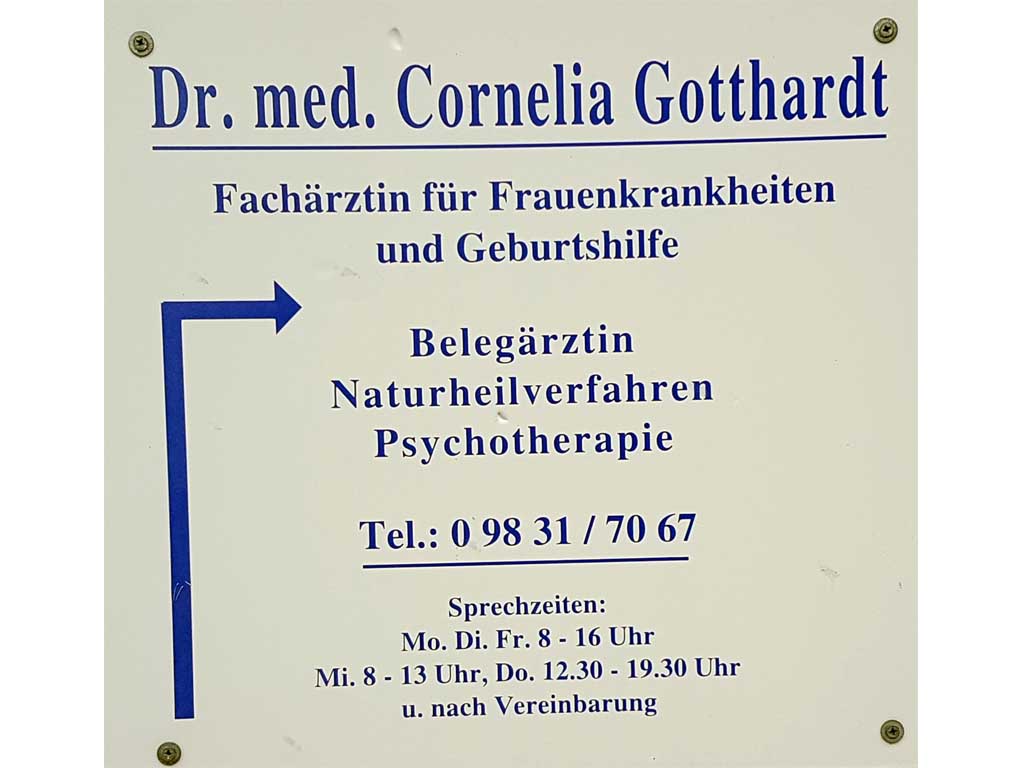 Dr. med. Cornelia Gotthardt
Fachärztin für Frauenkrankheiten
und Geburtshilfe
Belegärztin
Naturheilverfahren
Psychotherapie
Tel.: 0 98 31 / 70 67
Sprechzeiten:
Mo. Di. Fr. 8 - 16 Uhr
Mi. 8 - 13 Uhr, Do. 12.30 - 19.30 Uhr
u. nach Vereinbarung